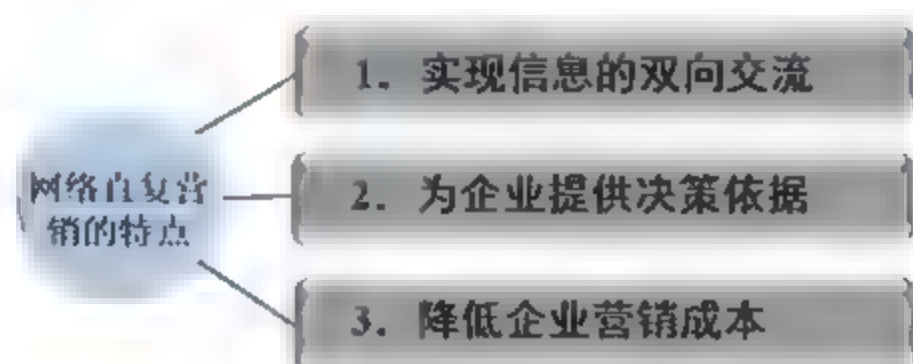 网络直复营
销的特点
1. 实现信息的双向交流
2. 为企业提供决策依据
3. 降低企业营销成本